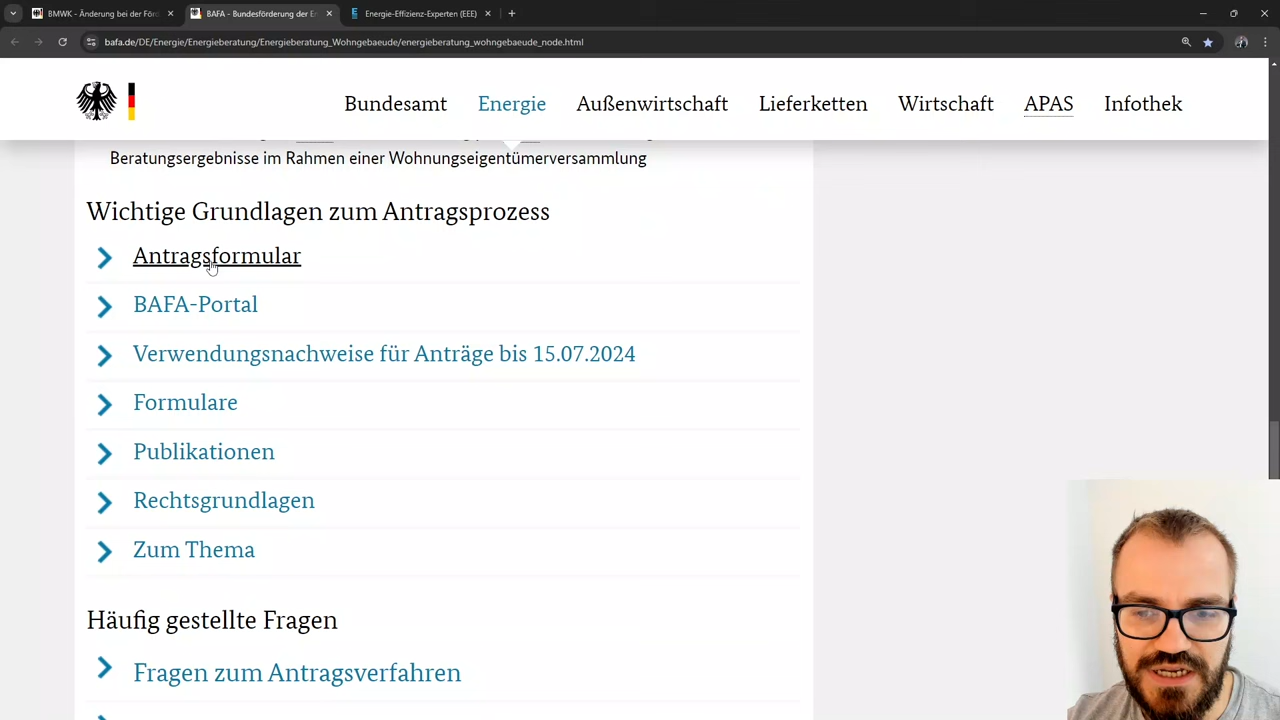 BMWK - Änderung bei der För
BAFA - Bundesförderung der E
Energie-Effizienz-Experten (EEE)
bafa.de/DE/Energie/Energieberatung/Energieberatung_Wohngebaeude/energieberatung_wohngebaeude_node.html
Bundesamt Energie Außenwirtschaft Lieferketten Wirtschaft APAS Infothek
Beratungsergebnisse im Rahmen einer Wohnungseigentümerversammlung
Wichtige Grundlagen zum Antragsprozess
Antragsformular
BAFA-Portal
Verwendungsnachweise für Anträge bis 15.07.2024
Formulare
Publikationen
Rechtsgrundlagen
Zum Thema
Häufig gestellte Fragen
Fragen zum Antragsverfahren